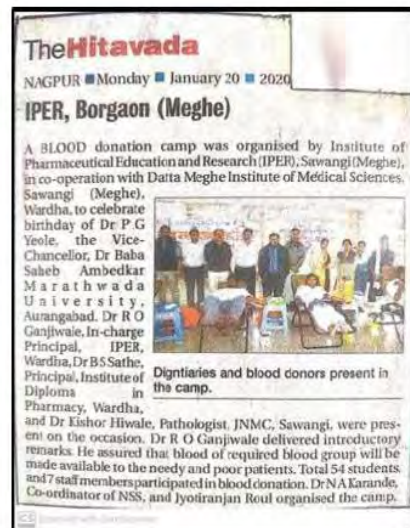 TheHitavada
NAGPUR ■ Monday ■ January 20 ■ 2020
IPER, Borgaon (Meghe)
A BLOOD donation camp was organised by Institute of
Pharmaceutical Education and Research (IPER), Sawangi (Meghe),
in co-operation with Datta Meghe Institute of Medical Sciences,
Sawangi (Meghe),
Wardha, to celebrate
birthday of Dr P G
Yeole, the Vice-
Chancellor, Dr Baba
Saheb Ambedkar
Marathwada
University,
Aurangabad. Dr R O
Ganjiwale, In-charge
Principal, IPER,
Wardha, Dr B S Sathe,
Principal, Institute of
Diploma in
Pharmacy, Wardha,
and Dr Kishor Hiwale, Pathologist, JNMC, Sawangi, were pres-
ent on the occasion. Dr R O Ganjiwale delivered introductory
remarks. He assured that blood of required blood group will be
made available to the needy and poor patients. Total 54 students
and 7 staff members participated in blood donation. Dr N A Karande,
Co-ordinator of NSS, and Jyotiranjan Roul organised the camp.
Digntiaries and blood donors present in
the camp.